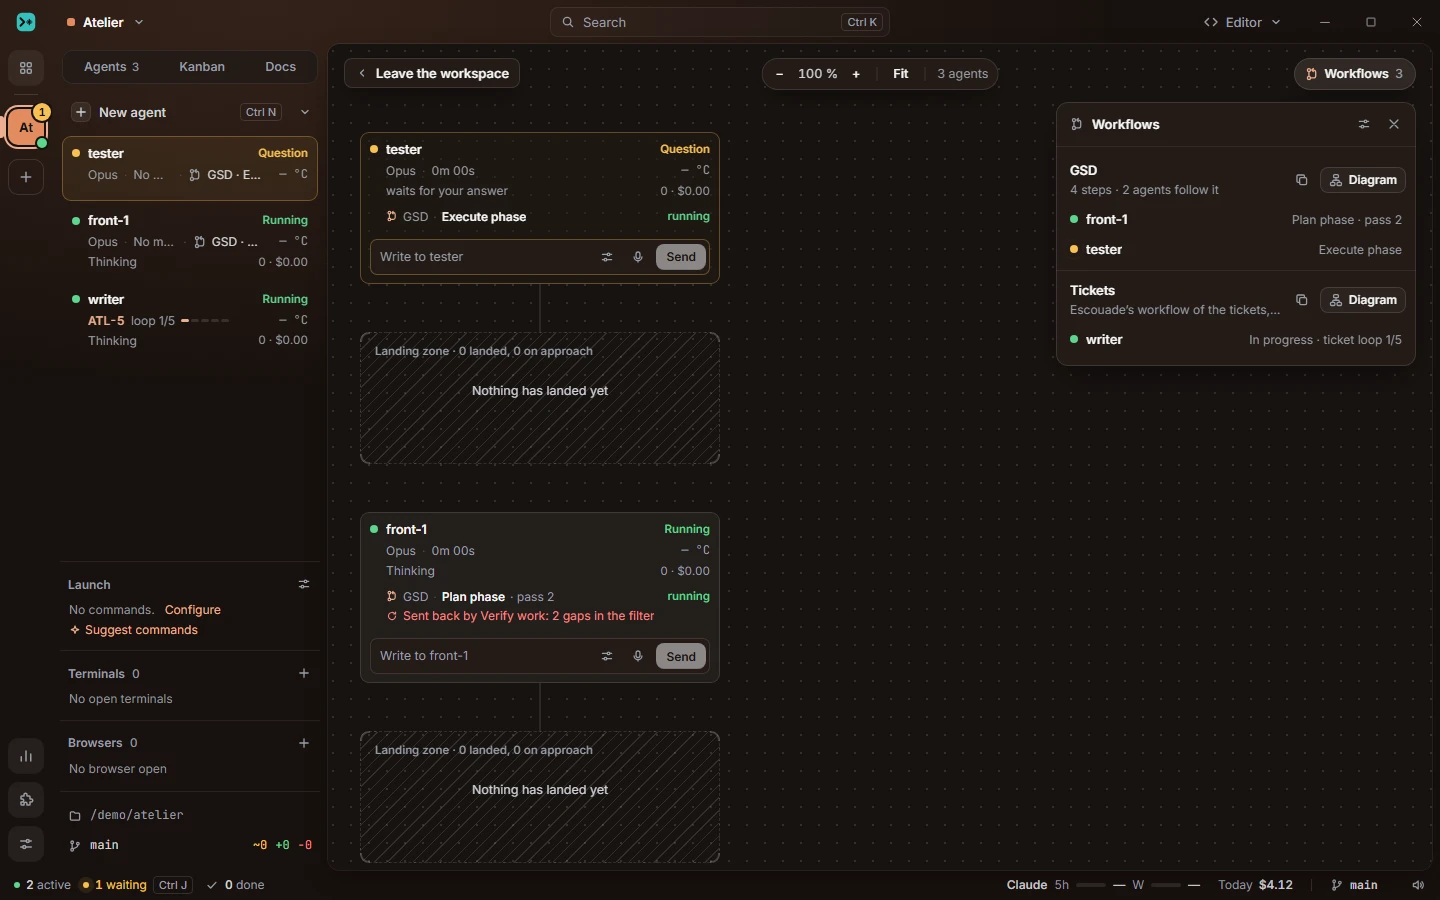 Atelier
Search
Ctrl K
Editor
Agents 3
Kanban
Docs
Leave the workspace
− 100 % +
Fit
3 agents
Workflows 3
New agent
Ctrl N
At
1
tester
Question
Opus · No ... · GSD · E... – °C
front-1
Running
Opus · No m... · GSD · ... – °C
Thinking
0 · $0.00
writer
Running
ATL-5 loop 1/5
– °C
Thinking
0 · $0.00
Launch
No commands. Configure
Suggest commands
Terminals 0
No open terminals
Browsers 0
No browser open
/demo/atelier
main
~0 +0 -0
tester
Question
Opus · 0m 00s
– °C
waits for your answer
0 · $0.00
GSD · Execute phase
running
Write to tester
Send
Landing zone · 0 landed, 0 on approach
Nothing has landed yet
front-1
Running
Opus · 0m 00s
– °C
Thinking
0 · $0.00
GSD · Plan phase · pass 2
running
Sent back by Verify work: 2 gaps in the filter
Write to front-1
Send
Landing zone · 0 landed, 0 on approach
Nothing has landed yet
Workflows
GSD
4 steps · 2 agents follow it
Diagram
front-1
Plan phase · pass 2
tester
Execute phase
Tickets
Escouade’s workflow of the tickets,...
Diagram
writer
In progress · ticket loop 1/5
2 active
1 waiting
Ctrl J
0 done
Claude 5h — W —
Today $4.12
main